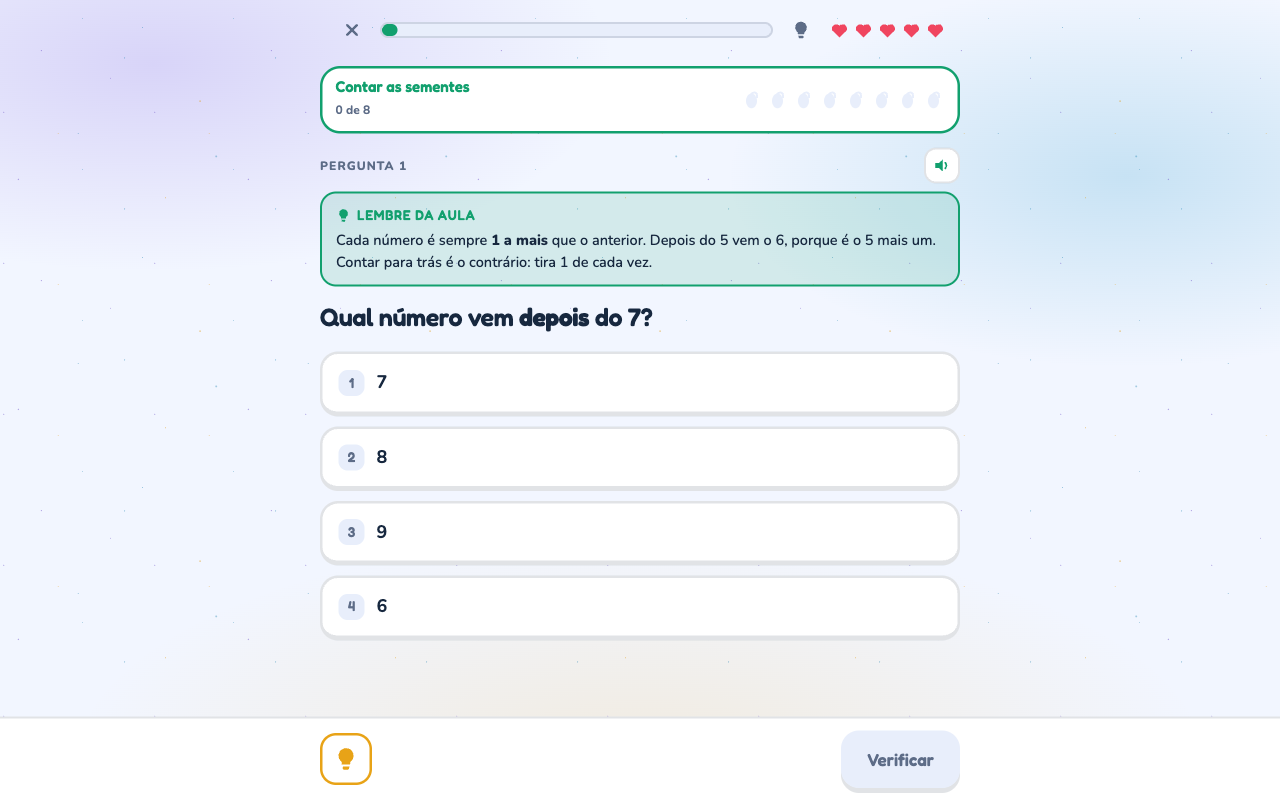 Contar as sementes
0 de 8
PERGUNTA 1
LEMBRE DA AULA
Cada número é sempre 1 a mais que o anterior. Depois do 5 vem o 6, porque é o 5 mais um.
Contar para trás é o contrário: tira 1 de cada vez.
Qual número vem depois do 7?
1 7
2 8
3 9
4 6
Verificar